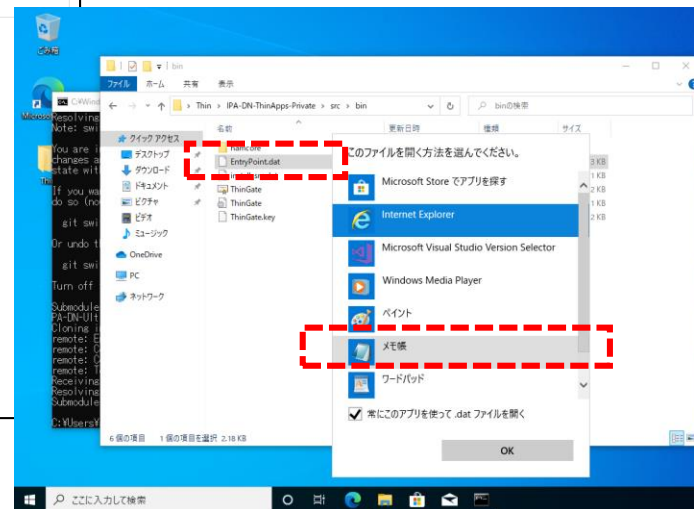 ごみ箱
bin
ファイル
ホーム
共有
表示
Thin › IPA-DN-ThinApps-Private › src › bin
binの検索
C:¥Wind
Resolving
Note: swi
You are i
changes a
state wit
If you wa
do so (no
git swi
Or undo t
git swi
Turn off
Submodule
Cloning i
remote: E
remote: C
remote: C
remote: T
Receiving
Resolving
Submodule
C:¥Users¥
クイック アクセス
デスクトップ
ダウンロード
ドキュメント
ピクチャ
ビデオ
ミュージック
OneDrive
PC
ネットワーク
名前
更新日時
種類
サイズ
hamcore
EntryPoint.dat
ThinGate
ThinGate
ThinGate.key
3 KB
1 KB
2 KB
1 KB
2 KB
このファイルを開く方法を選んでください。
Microsoft Store でアプリを探す
Internet Explorer
Microsoft Visual Studio Version Selector
Windows Media Player
ペイント
メモ帳
ワードパッド
常にこのアプリを使って .dat ファイルを開く
OK
6 個の項目
1 個の項目を選択 2.18 KB
ここに入力して検索